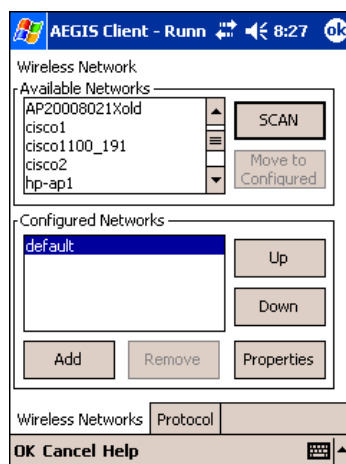 AEGIS Client - Runn 8:27 ok
Wireless Network
Available Networks
AP20008021Xold
cisco1
cisco1100_191
cisco2
hp-ap1
SCAN
Move to
Configured
Configured Networks
default
Up
Down
Add Remove Properties
Wireless Networks Protocol
OK Cancel Help